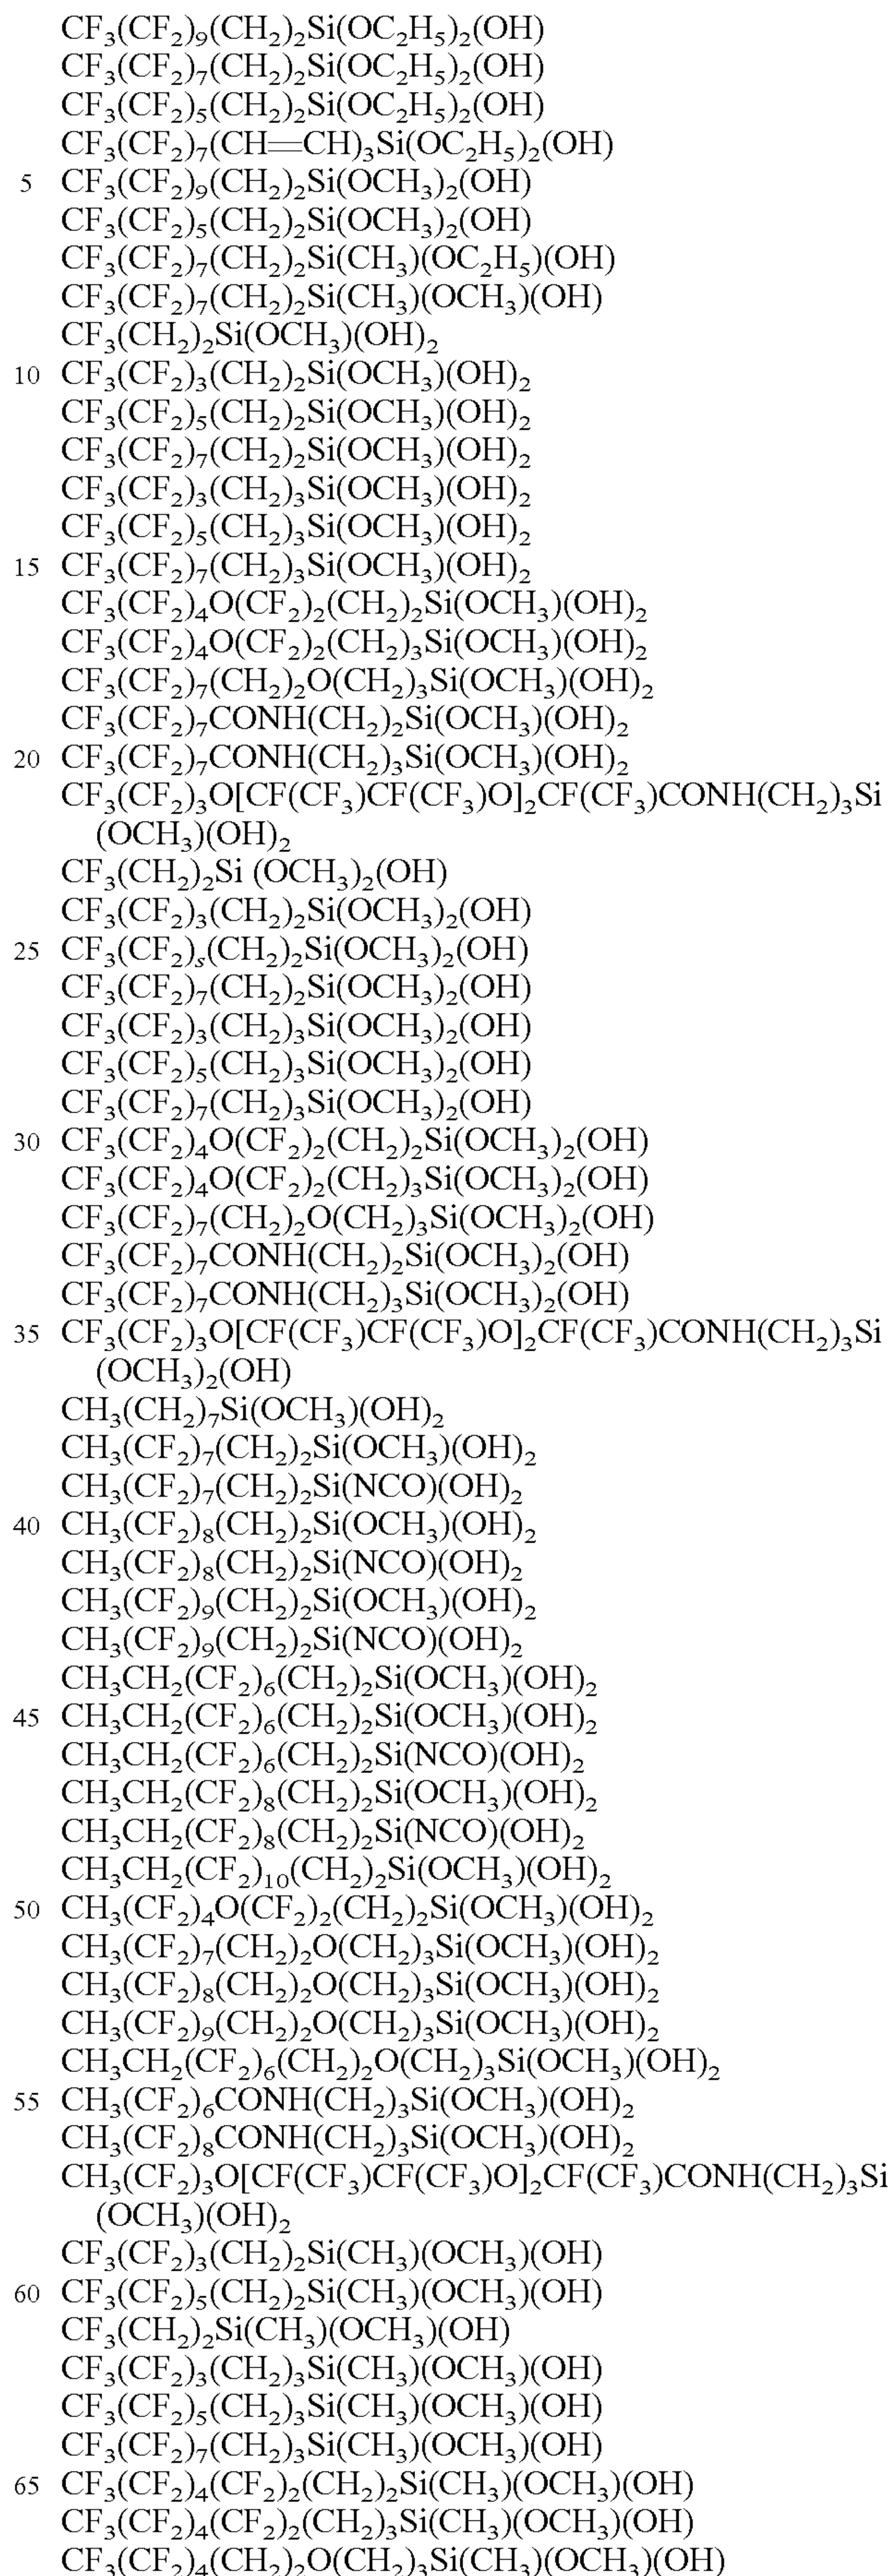 CF₃(CF₂)₉(CH₂)₂Si(OC₂H₅)₂(OH)
CF₃(CF₂)₇(CH₂)₂Si(OC₂H₅)₂(OH)
CF₃(CF₂)₅(CH₂)₂Si(OC₂H₅)₂(OH)
CF₃(CF₂)₇(CH=CH)₃Si(OC₂H₅)₂(OH)
5 CF₃(CF₂)₉(CH₂)₂Si(OCH₃)₂(OH)
CF₃(CF₂)₅(CH₂)₂Si(OCH₃)₂(OH)
CF₃(CF₂)₇(CH₂)₂Si(CH₃)(OC₂H₅)(OH)
CF₃(CF₂)₇(CH₂)₂Si(CH₃)(OCH₃)(OH)
CF₃(CH₂)₂Si(OCH₃)(OH)₂
10 CF₃(CF₂)₃(CH₂)₂Si(OCH₃)(OH)₂
CF₃(CF₂)₅(CH₂)₂Si(OCH₃)(OH)₂
CF₃(CF₂)₇(CH₂)₂Si(OCH₃)(OH)₂
CF₃(CF₂)₃(CH₂)₃Si(OCH₃)(OH)₂
CF₃(CF₂)₅(CH₂)₃Si(OCH₃)(OH)₂
15 CF₃(CF₂)₇(CH₂)₃Si(OCH₃)(OH)₂
CF₃(CF₂)₄O(CF₂)₂(CH₂)₂Si(OCH₃)(OH)₂
CF₃(CF₂)₄O(CF₂)₂(CH₂)₃Si(OCH₃)(OH)₂
CF₃(CF₂)₇(CH₂)₂O(CH₂)₃Si(OCH₃)(OH)₂
CF₃(CF₂)₇CONH(CH₂)₂Si(OCH₃)(OH)₂
20 CF₃(CF₂)₇CONH(CH₂)₃Si(OCH₃)(OH)₂
CF₃(CF₂)₃O[CF(CF₃)CF(CF₃)O]₂CF(CF₃)CONH(CH₂)₃Si
(OCH₃)(OH)₂
CF₃(CH₂)₂Si (OCH₃)₂(OH)
CF₃(CF₂)₃(CH₂)₂Si(OCH₃)₂(OH)
25 CF₃(CF₂)ₛ(CH₂)₂Si(OCH₃)₂(OH)
CF₃(CF₂)₇(CH₂)₂Si(OCH₃)₂(OH)
CF₃(CF₂)₃(CH₂)₃Si(OCH₃)₂(OH)
CF₃(CF₂)₅(CH₂)₃Si(OCH₃)₂(OH)
CF₃(CF₂)₇(CH₂)₃Si(OCH₃)₂(OH)
30 CF₃(CF₂)₄O(CF₂)₂(CH₂)₂Si(OCH₃)₂(OH)
CF₃(CF₂)₄O(CF₂)₂(CH₂)₃Si(OCH₃)₂(OH)
CF₃(CF₂)₇(CH₂)₂O(CH₂)₃Si(OCH₃)₂(OH)
CF₃(CF₂)₇CONH(CH₂)₂Si(OCH₃)₂(OH)
CF₃(CF₂)₇CONH(CH₂)₃Si(OCH₃)₂(OH)
35 CF₃(CF₂)₃O[CF(CF₃)CF(CF₃)O]₂CF(CF₃)CONH(CH₂)₃Si
(OCH₃)₂(OH)
CH₃(CH₂)₇Si(OCH₃)(OH)₂
CH₃(CF₂)₇(CH₂)₂Si(OCH₃)(OH)₂
CH₃(CF₂)₇(CH₂)₂Si(NCO)(OH)₂
40 CH₃(CF₂)₈(CH₂)₂Si(OCH₃)(OH)₂
CH₃(CF₂)₈(CH₂)₂Si(NCO)(OH)₂
CH₃(CF₂)₉(CH₂)₂Si(OCH₃)(OH)₂
CH₃(CF₂)₉(CH₂)₂Si(NCO)(OH)₂
CH₃CH₂(CF₂)₆(CH₂)₂Si(OCH₃)(OH)₂
45 CH₃CH₂(CF₂)₆(CH₂)₂Si(OCH₃)(OH)₂
CH₃CH₂(CF₂)₆(CH₂)₂Si(NCO)(OH)₂
CH₃CH₂(CF₂)₈(CH₂)₂Si(OCH₃)(OH)₂
CH₃CH₂(CF₂)₈(CH₂)₂Si(NCO)(OH)₂
CH₃CH₂(CF₂)₁₀(CH₂)₂Si(OCH₃)(OH)₂
50 CH₃(CF₂)₄O(CF₂)₂(CH₂)₂Si(OCH₃)(OH)₂
CH₃(CF₂)₇(CH₂)₂O(CH₂)₃Si(OCH₃)(OH)₂
CH₃(CF₂)₈(CH₂)₂O(CH₂)₃Si(OCH₃)(OH)₂
CH₃(CF₂)₉(CH₂)₂O(CH₂)₃Si(OCH₃)(OH)₂
CH₃CH₂(CF₂)₆(CH₂)₂O(CH₂)₃Si(OCH₃)(OH)₂
55 CH₃(CF₂)₆CONH(CH₂)₃Si(OCH₃)(OH)₂
CH₃(CF₂)₈CONH(CH₂)₃Si(OCH₃)(OH)₂
CH₃(CF₂)₃O[CF(CF₃)CF(CF₃)O]₂CF(CF₃)CONH(CH₂)₃Si
(OCH₃)(OH)₂
CF₃(CF₂)₃(CH₂)₂Si(CH₃)(OCH₃)(OH)
60 CF₃(CF₂)₅(CH₂)₂Si(CH₃)(OCH₃)(OH)
CF₃(CH₂)₂Si(CH₃)(OCH₃)(OH)
CF₃(CF₂)₃(CH₂)₃Si(CH₃)(OCH₃)(OH)
CF₃(CF₂)₅(CH₂)₃Si(CH₃)(OCH₃)(OH)
CF₃(CF₂)₇(CH₂)₃Si(CH₃)(OCH₃)(OH)
65 CF₃(CF₂)₄(CF₂)₂(CH₂)₂Si(CH₃)(OCH₃)(OH)
CF₃(CF₂)₄(CF₂)₂(CH₂)₃Si(CH₃)(OCH₃)(OH)
CF₃(CF₂)₄(CH₂)₂O(CH₂)₃Si(CH₃)(OCH₃)(OH)